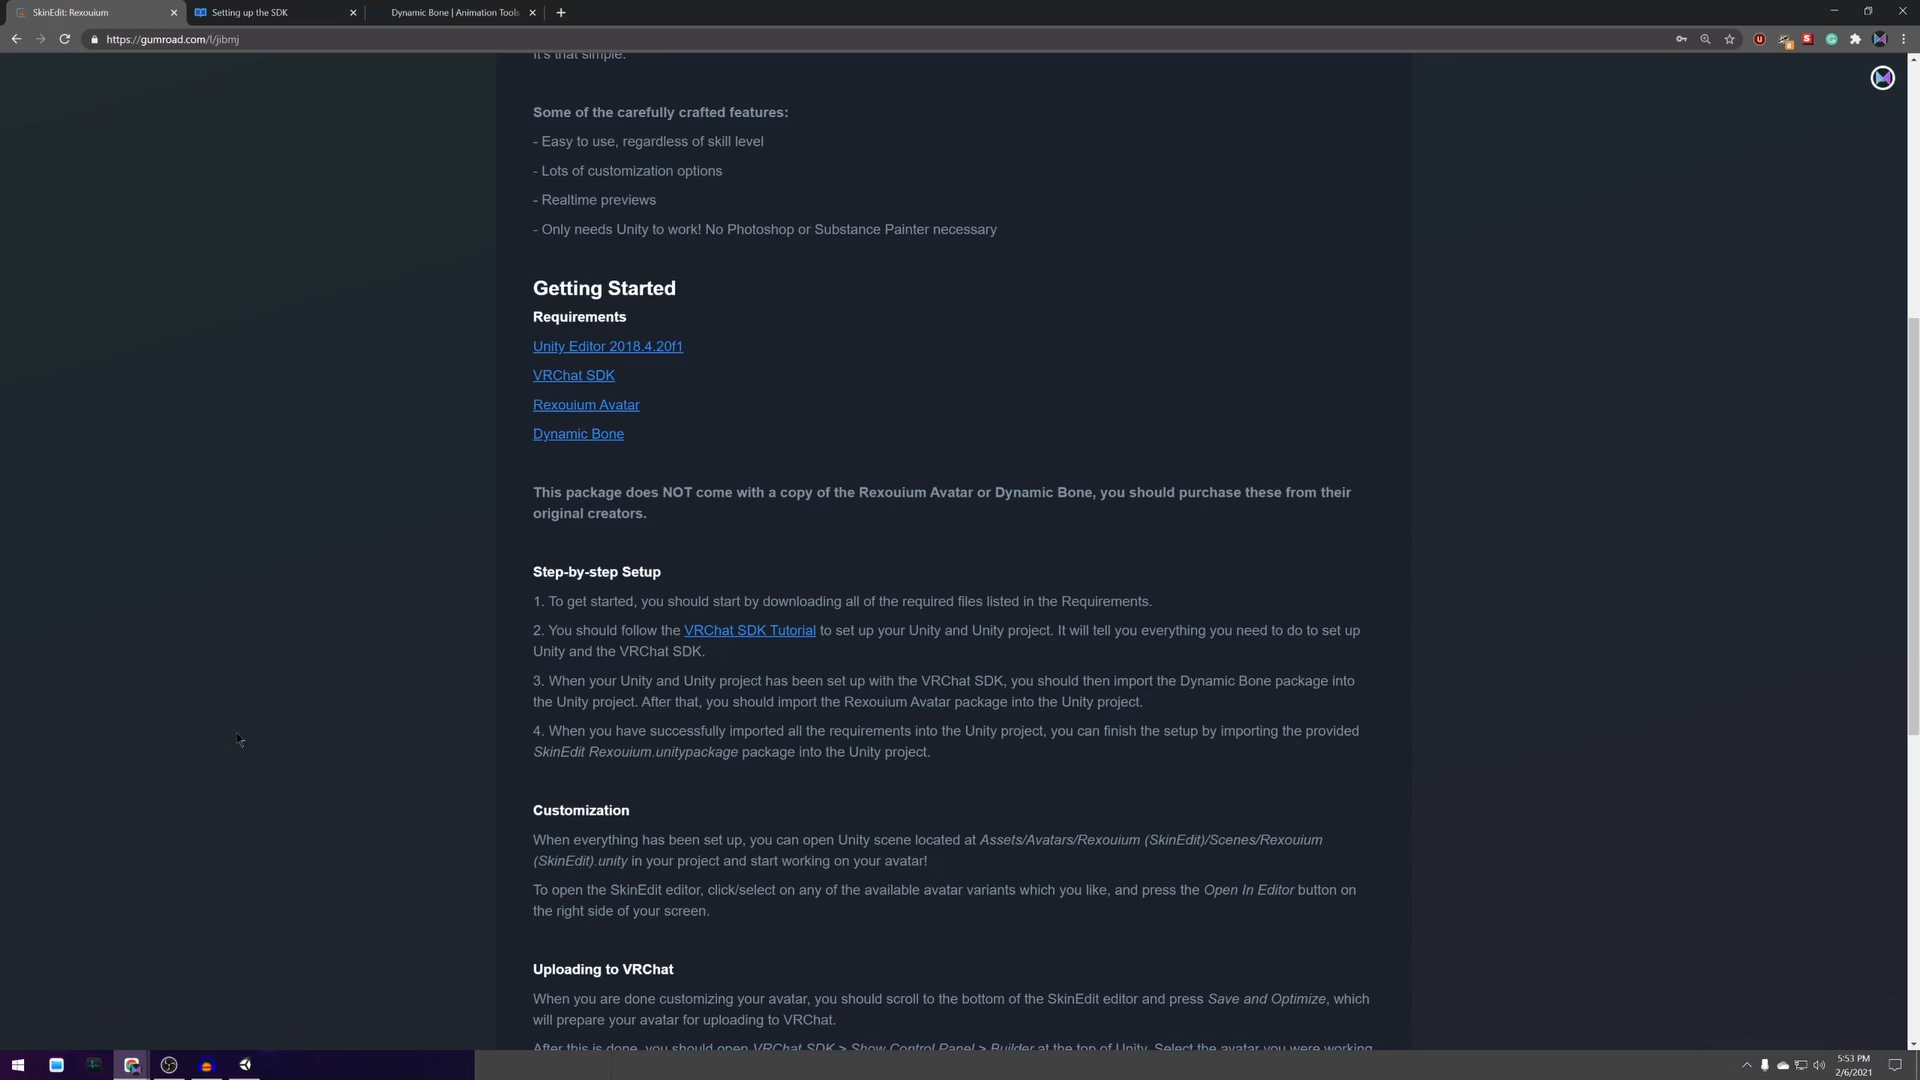 SkinEdit: Rexouium
Setting up the SDK
Dynamic Bone | Animation Tools
https://gumroad.com/l/jibmj
It's that simple.
Some of the carefully crafted features:
- Easy to use, regardless of skill level
- Lots of customization options
- Realtime previews
- Only needs Unity to work! No Photoshop or Substance Painter necessary
Getting Started
Requirements
Unity Editor 2018.4.20f1
VRChat SDK
Rexouium Avatar
Dynamic Bone
This package does NOT come with a copy of the Rexouium Avatar or Dynamic Bone, you should purchase these from their
original creators.
Step-by-step Setup
1. To get started, you should start by downloading all of the required files listed in the Requirements.
2. You should follow the VRChat SDK Tutorial to set up your Unity and Unity project. It will tell you everything you need to do to set up
Unity and the VRChat SDK.
3. When your Unity and Unity project has been set up with the VRChat SDK, you should then import the Dynamic Bone package into
the Unity project. After that, you should import the Rexouium Avatar package into the Unity project.
4. When you have successfully imported all the requirements into the Unity project, you can finish the setup by importing the provided
SkinEdit Rexouium.unitypackage package into the Unity project.
Customization
When everything has been set up, you can open Unity scene located at Assets/Avatars/Rexouium (SkinEdit)/Scenes/Rexouium
(SkinEdit).unity in your project and start working on your avatar!
To open the SkinEdit editor, click/select on any of the available avatar variants which you like, and press the Open In Editor button on
the right side of your screen.
Uploading to VRChat
When you are done customizing your avatar, you should scroll to the bottom of the SkinEdit editor and press Save and Optimize, which
will prepare your avatar for uploading to VRChat.
After this is done, you should open VRChat SDK > Show Control Panel > Builder at the top of Unity. Select the avatar you were working
5:53 PM
2/6/2021